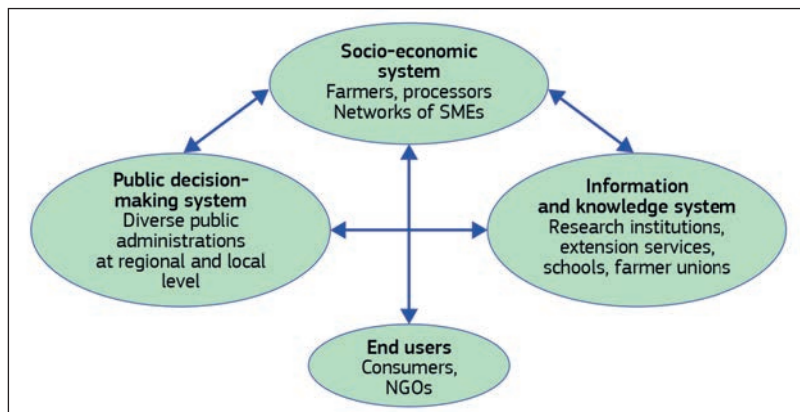 Socio-economic
system
Farmers, processors
Networks of SMEs
Public decision-
making system
Diverse public
administrations
at regional and local
level
Information
and knowledge system
Research institutions,
extension services,
schools, farmer unions
End users
Consumers,
NGOs